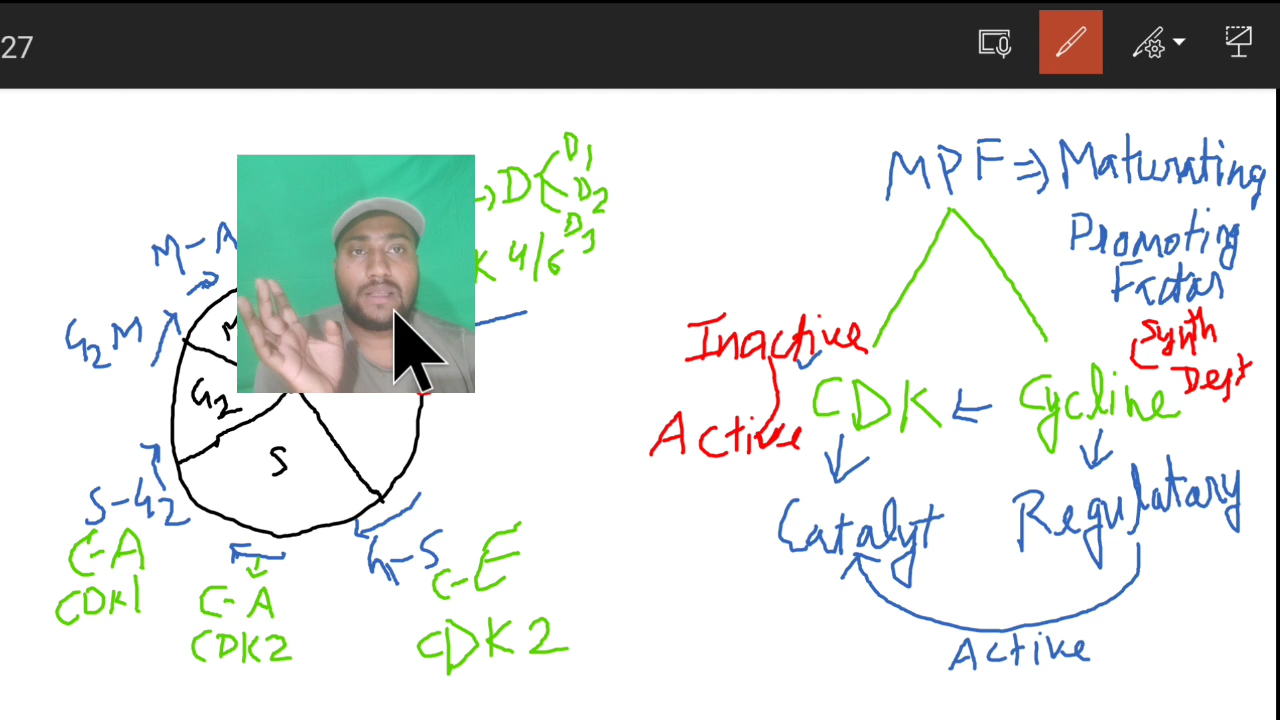 27
D
D1
D2
D3
4/6
M-
G2M
M
G2
S
S-G2
C-A
CDK1
C-A
CDK2
G1-S
C-E
CDK2
MPF => Maturating
Promoting
Factor
Synth
Degt
Inactive
Active
CDK
Cycline
Catalyt
Regulatary
Active